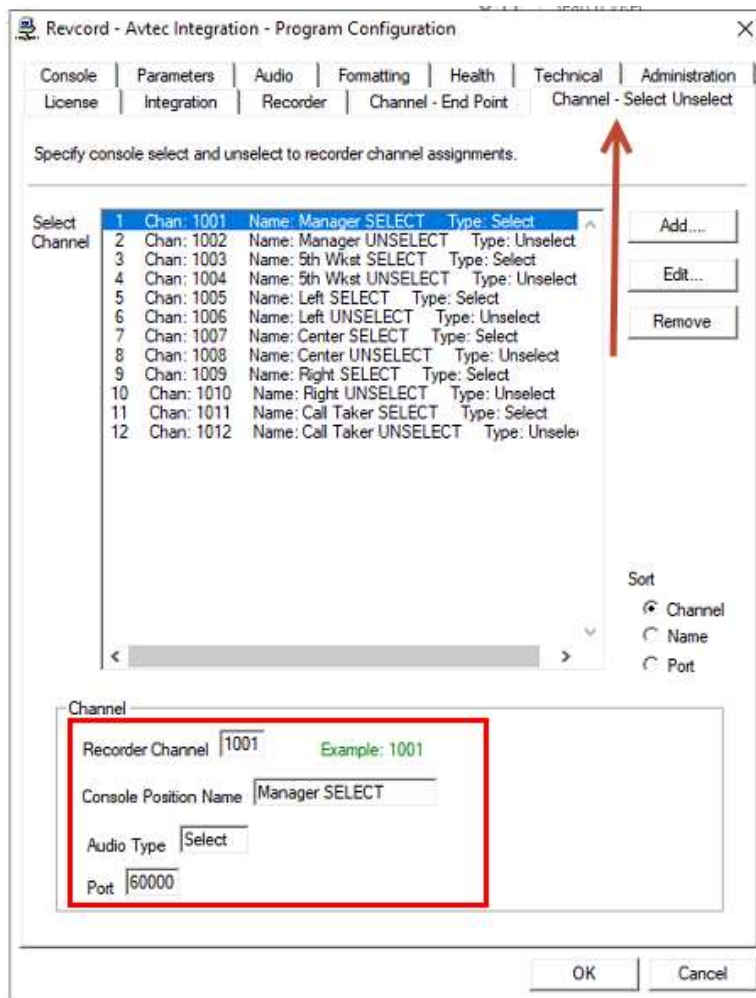 Revcord - Avtec Integration - Program Configuration
Console Parameters Audio Formatting Health Technical Administration
License Integration Recorder Channel - End Point Channel - Select Unselect
Specify console select and unselect to recorder channel assignments.
Select Channel
1 Chan: 1001 Name: Manager SELECT Type: Select
2 Chan: 1002 Name: Manager UNSELECT Type: Unselect
3 Chan: 1003 Name: 5th Wkst SELECT Type: Select
4 Chan: 1004 Name: 5th Wkst UNSELECT Type: Unselect
5 Chan: 1005 Name: Left SELECT Type: Select
6 Chan: 1006 Name: Left UNSELECT Type: Unselect
7 Chan: 1007 Name: Center SELECT Type: Select
8 Chan: 1008 Name: Center UNSELECT Type: Unselect
9 Chan: 1009 Name: Right SELECT Type: Select
10 Chan: 1010 Name: Right UNSELECT Type: Unselect
11 Chan: 1011 Name: Call Taker SELECT Type: Select
12 Chan: 1012 Name: Call Taker UNSELECT Type: Unsele
Add....
Edit...
Remove
Sort
Channel
Name
Port
Channel
Recorder Channel 1001 Example: 1001
Console Position Name Manager SELECT
Audio Type Select
Port 60000
OK Cancel